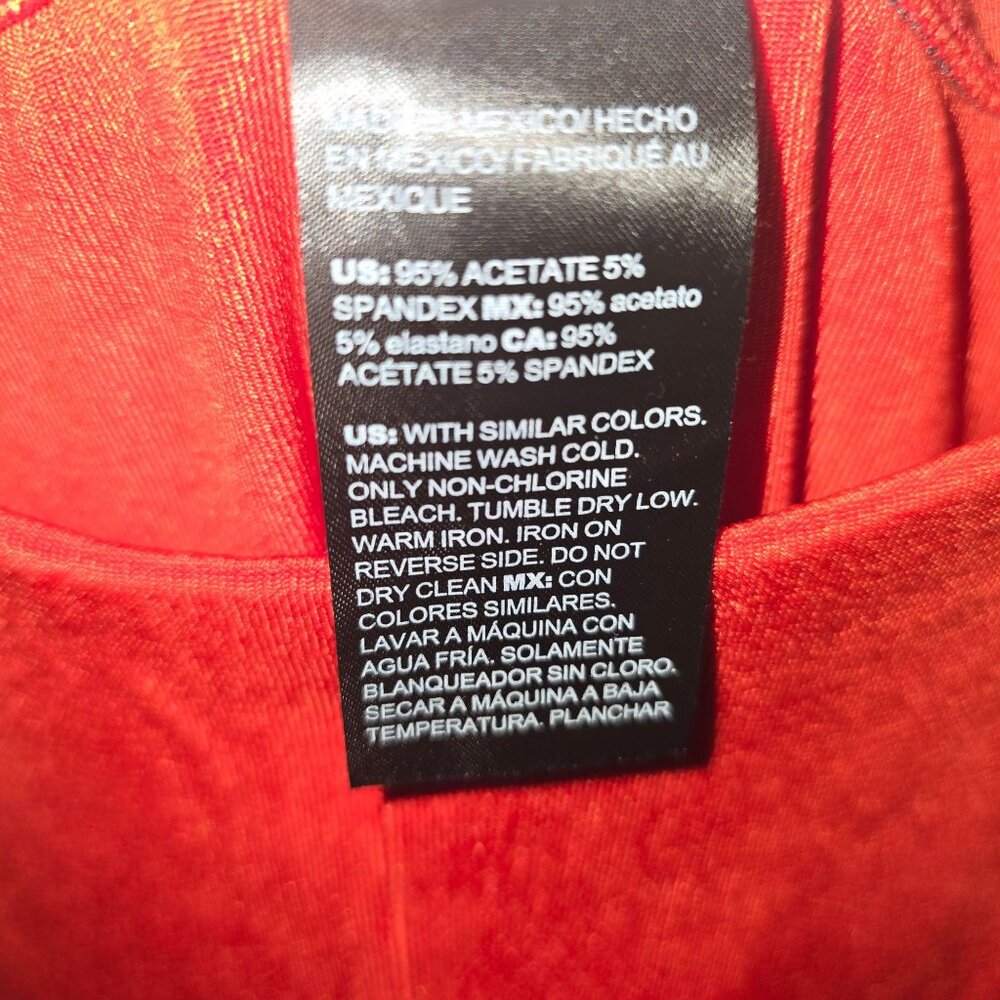 MADE IN MEXICO/ HECHO
EN MEXICO/ FABRIQUÉ AU
MEXIQUE
US: 95% ACETATE 5%
SPANDEX MX: 95% acetato
5% elastano CA: 95%
ACÉTATE 5% SPANDEX
US: WITH SIMILAR COLORS.
MACHINE WASH COLD.
ONLY NON-CHLORINE
BLEACH. TUMBLE DRY LOW.
WARM IRON. IRON ON
REVERSE SIDE. DO NOT
DRY CLEAN MX: CON
COLORES SIMILARES.
LAVAR A MÁQUINA CON
AGUA FRÍA. SOLAMENTE
BLANQUEADOR SIN CLORO.
SECAR A MÁQUINA A BAJA
TEMPERATURA. PLANCHAR